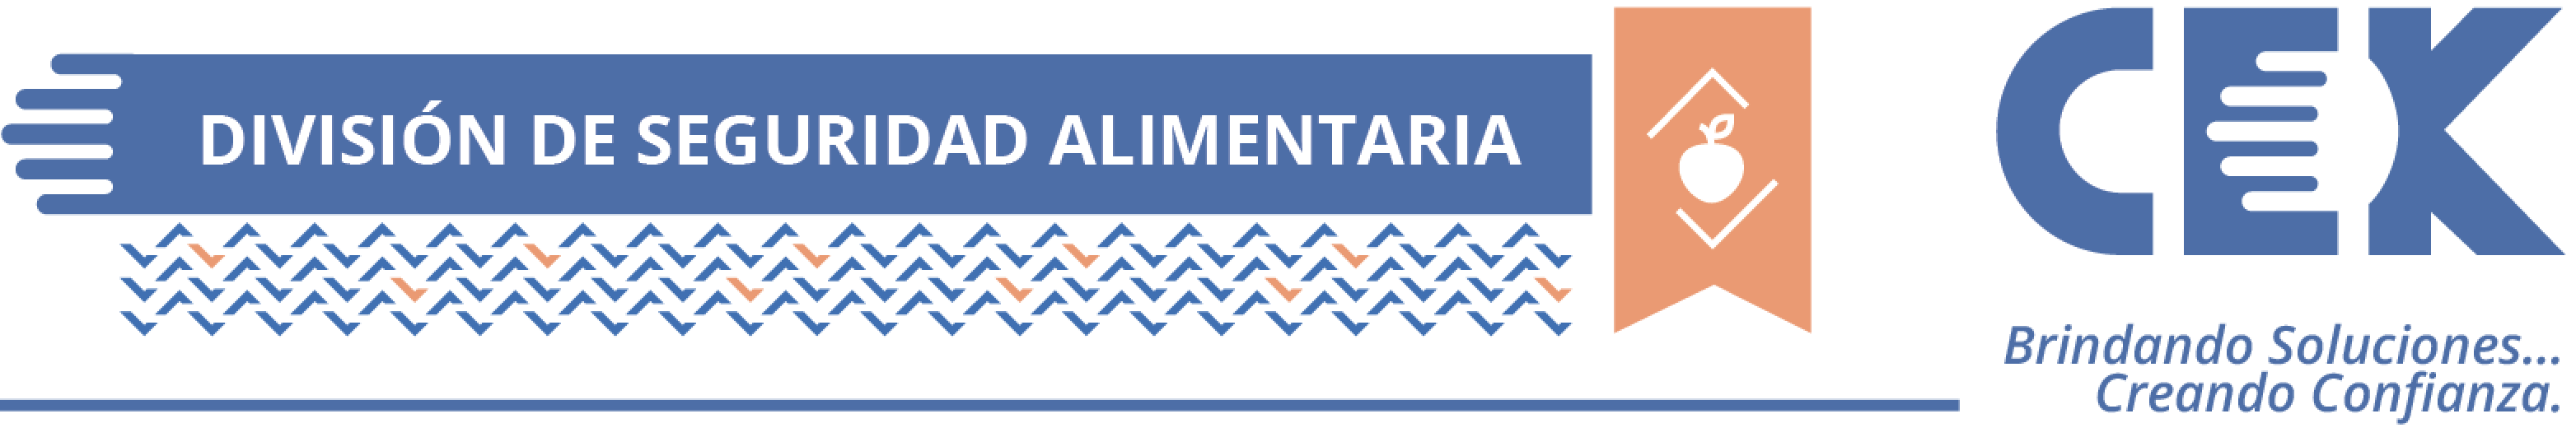 DIVISIÓN DE SEGURIDAD ALIMENTARIA
CEK
Brindando Soluciones...
Creando Confianza.